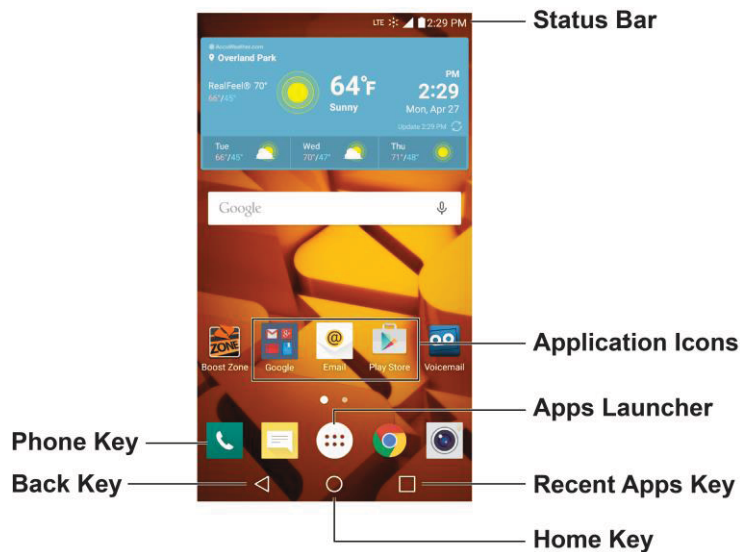 LTE 2:29 PM
Status Bar
AccuWeather.com
Overland Park
RealFeel® 70°
66°/45°
64°F
Sunny
PM
2:29
Mon, Apr 27
Update 2:29 PM
Tue
66°/45°
Wed
70°/47°
Thu
71°/48°
Google
ZONE
Boost Zone
Google
Email
Play Store
Voicemail
Application Icons
Apps Launcher
Phone Key
Back Key
Recent Apps Key
Home Key